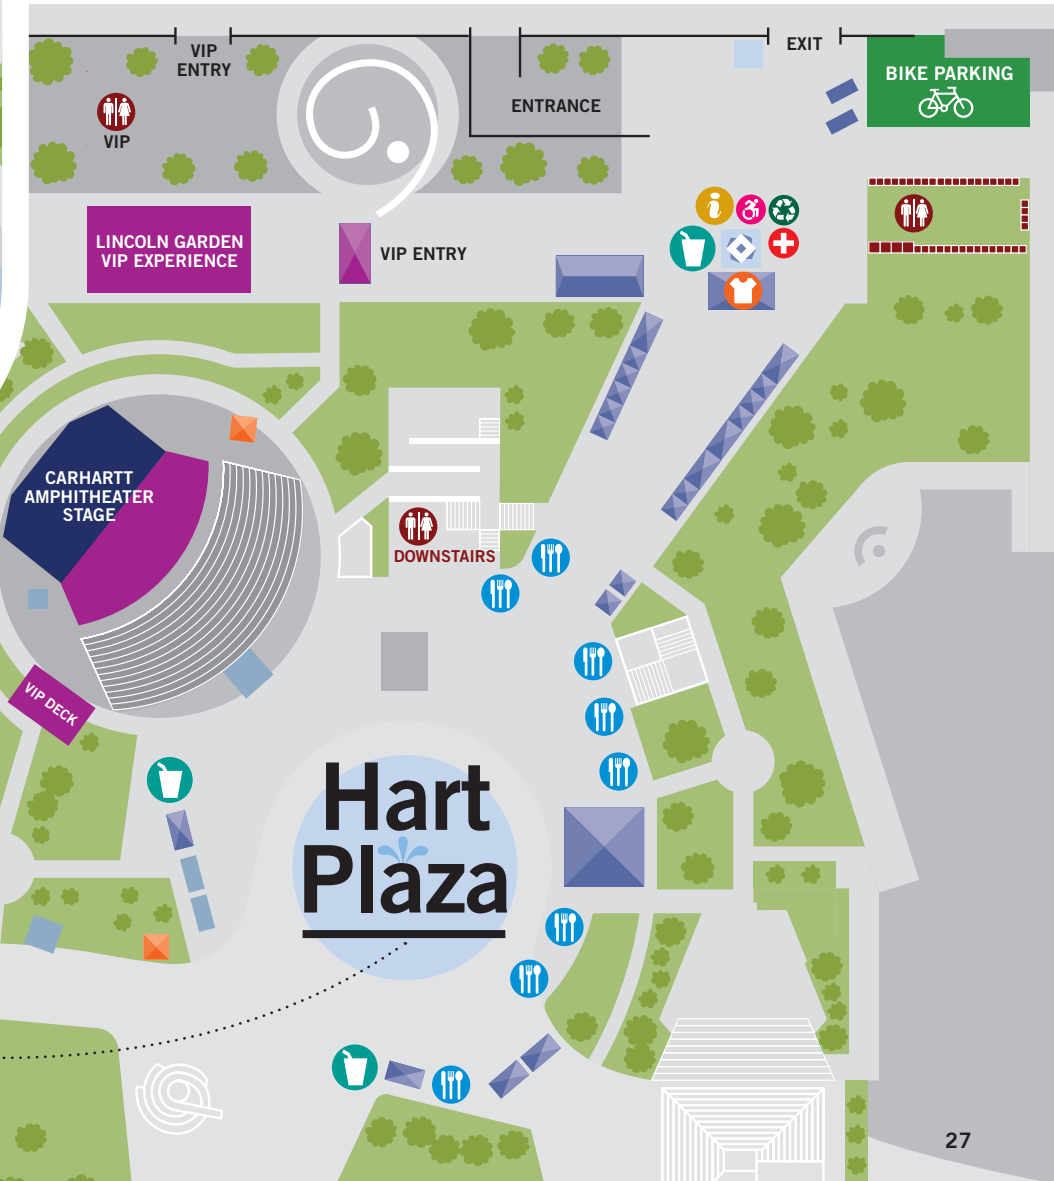 VIP
ENTRY
EXIT
BIKE PARKING
ENTRANCE
VIP
LINCOLN GARDEN
VIP EXPERIENCE
VIP ENTRY
CARHARTT
AMPHITHEATER
STAGE
DOWNSTAIRS
VIP DECK
Hart
Plaza
27